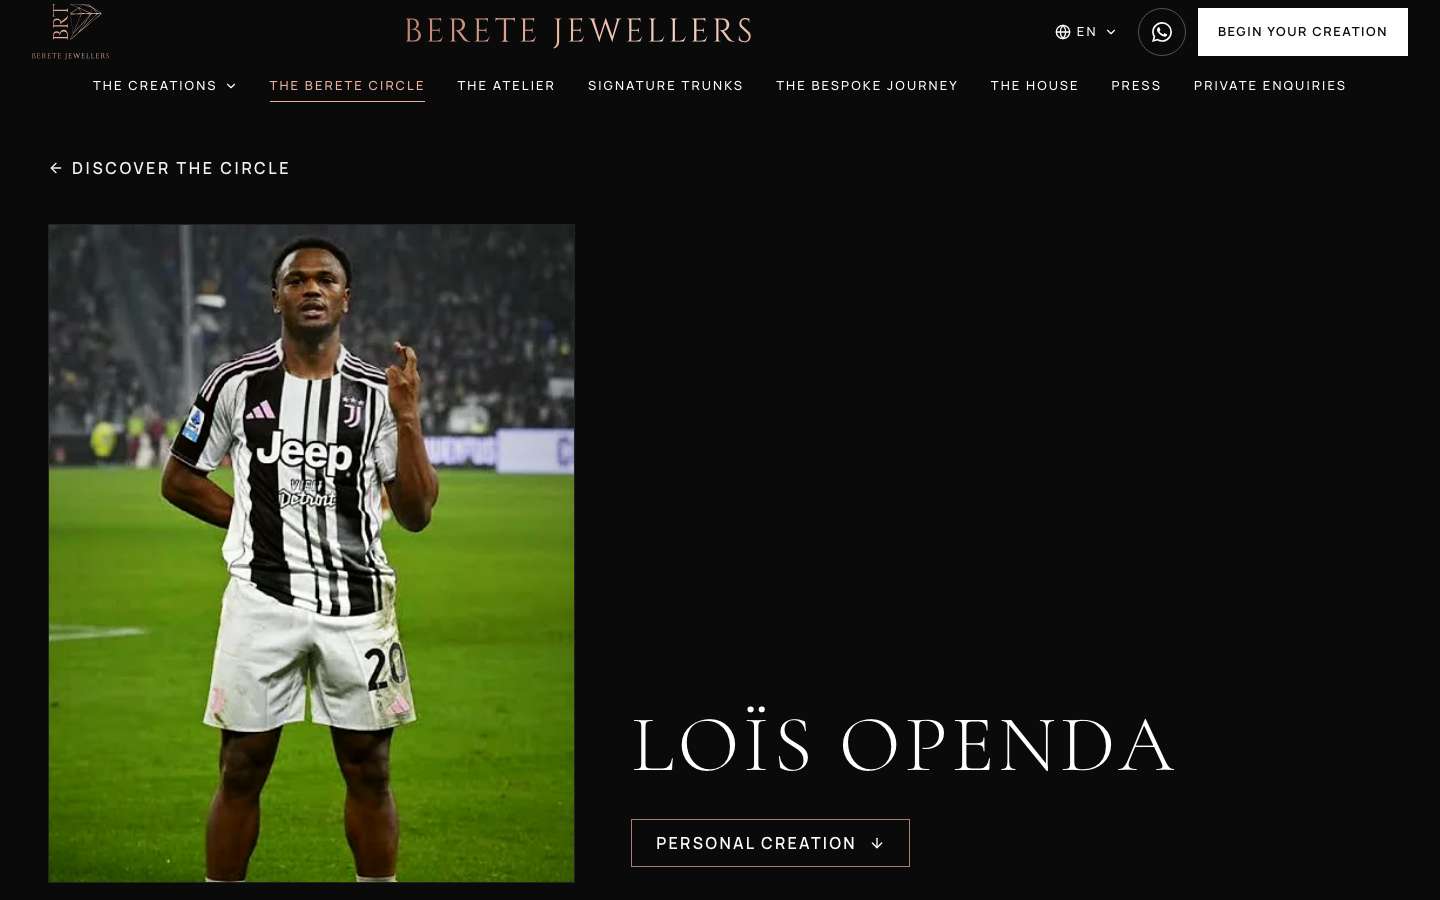 BRT
BERETE JEWELLERS
BERETE JEWELLERS
EN
BEGIN YOUR CREATION
THE CREATIONS
THE BERETE CIRCLE
THE ATELIER
SIGNATURE TRUNKS
THE BESPOKE JOURNEY
THE HOUSE
PRESS
PRIVATE ENQUIRIES
DISCOVER THE CIRCLE
J
Jeep
Detroit
20
LOÏS OPENDA
PERSONAL CREATION